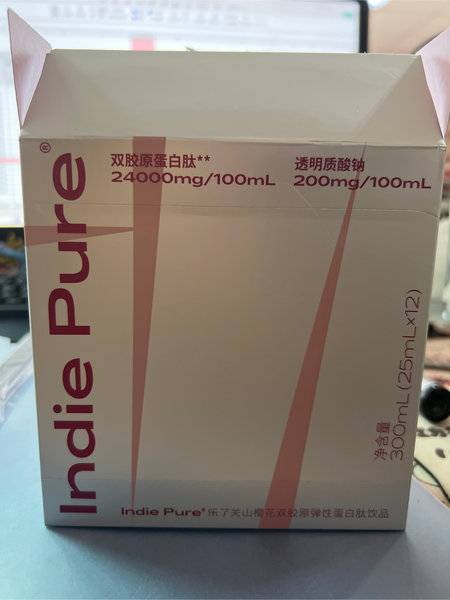 Indie Pure®
双胶原蛋白肽**
24000mg/100mL
透明质酸钠
200mg/100mL
净含量
300mL(25mL×12)
Indie Pure®乐了关山樱花双胶原弹性蛋白肽饮品